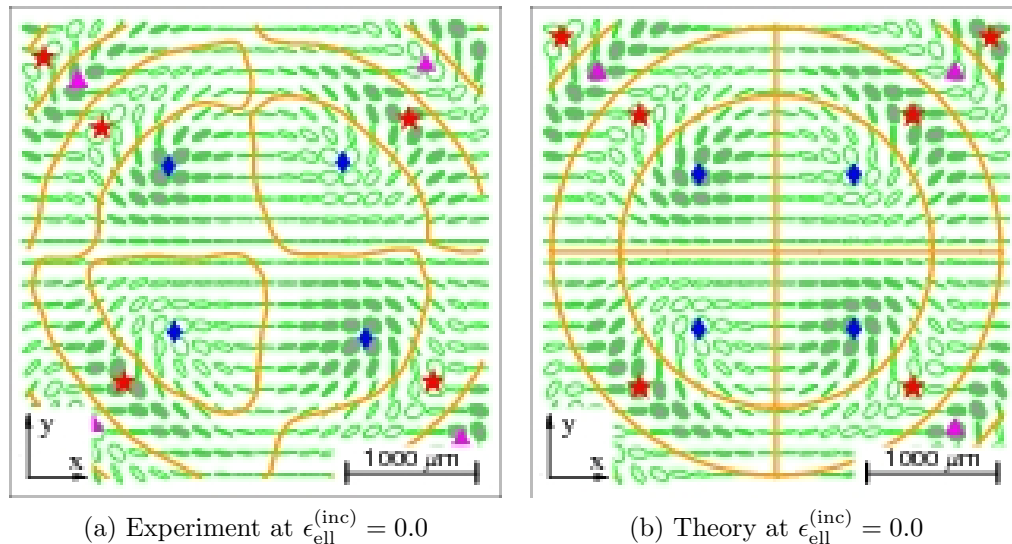 y
x
1000 μm
y
x
1000 μm
(a) Experiment at ϵ_ell^(inc) = 0.0
(b) Theory at ϵ_ell^(inc) = 0.0